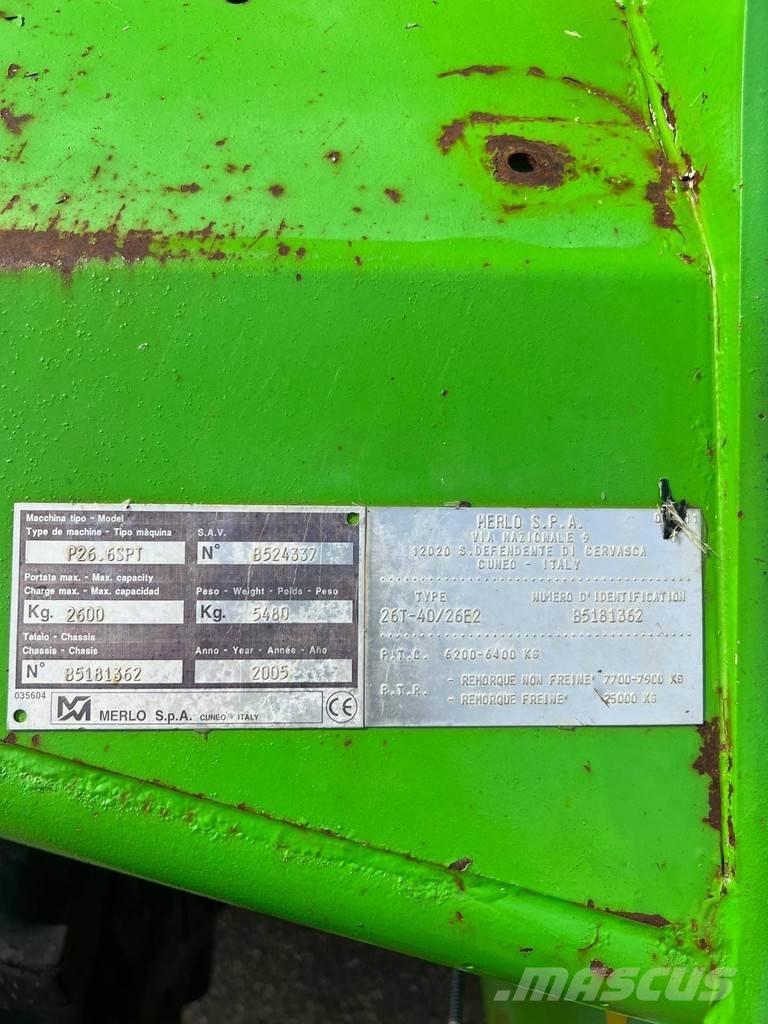 Macchina tipo - Model
Type de machine - Tipo màquina
P26.6SPT
S.A.V.
N° B524337
Portata max. - Max. capacity
Charge max. - Max. capacidad
Kg. 2600
Peso - Weight - Poids - Peso
Kg. 5480
Telaio - Chassis
Chassis - Chasis:
N° B5181362
Anno - Year - Année - Año
2005
035604
MERLO S.p.A. CUNEO - ITALY
CE
MERLO S.P.A.
VIA NAZIONALE 9
12020 S.DEFENDENTE DI CERVASCA
CUNEO - ITALY
TYPE NUMERO D'IDENTIFICATION
26T-4D/26E2 B5181362
P.T.C. 6200-6400 KG
P.T.R. - REMORQUE NON FREINE' 7700-7900 KG
- REMORQUE FREINE' 25000 KG
MASCUS